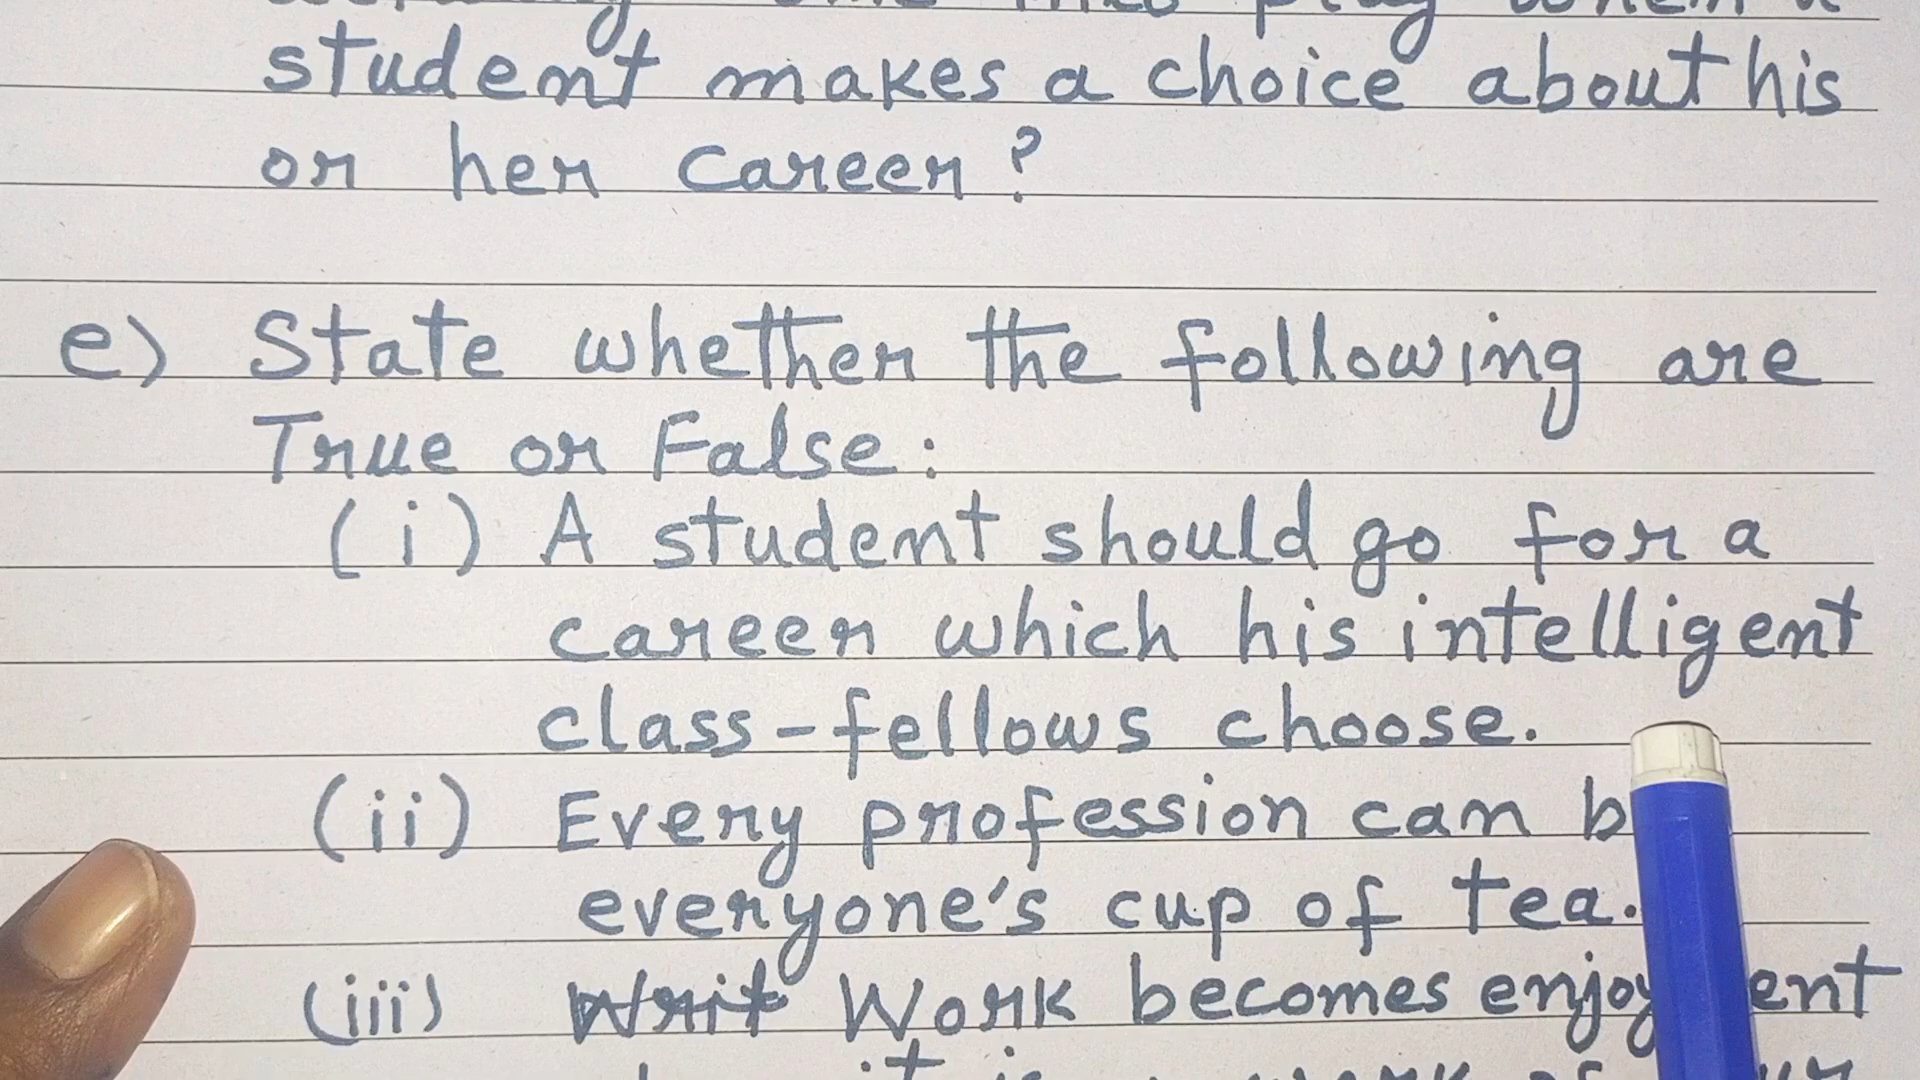 student makes a choice about his
or her career?
e) State whether the following are
True or False:
(i) A student should go for a
career which his intelligent
class-fellows choose.
(ii) Every profession can
everyone's cup of tea.
(iii) Work becomes
it is